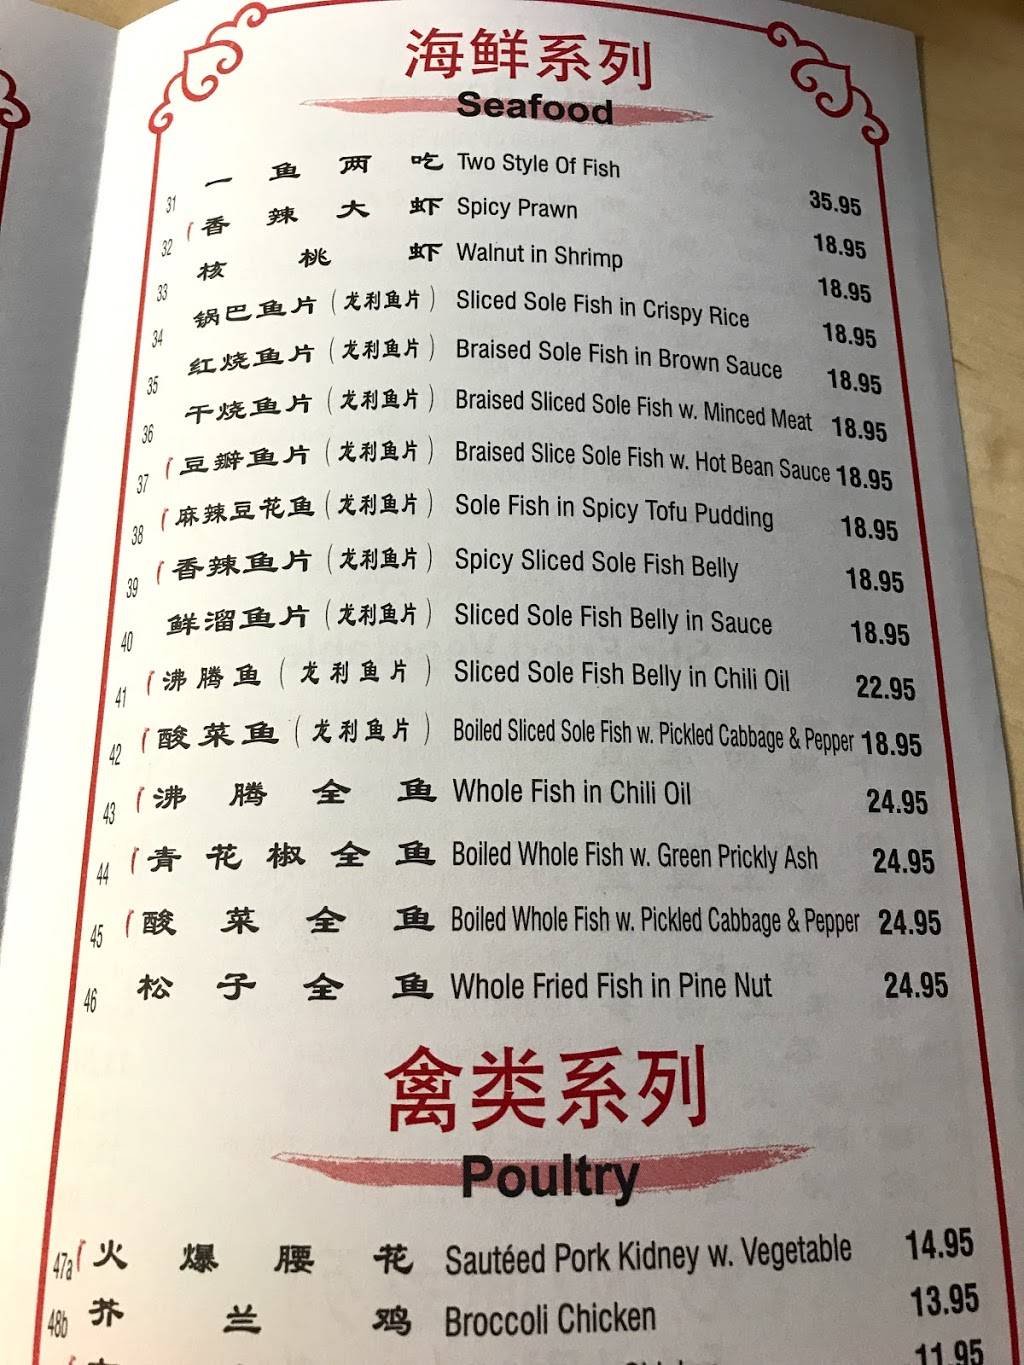 海鲜系列
Seafood
31 一鱼两吃 Two Style Of Fish 35.95
32 香辣大虾 Spicy Prawn 18.95
33 核桃虾 Walnut in Shrimp 18.95
34 锅巴鱼片(龙利鱼片) Sliced Sole Fish in Crispy Rice 18.95
35 红烧鱼片(龙利鱼片) Braised Sole Fish in Brown Sauce 18.95
36 干烧鱼片(龙利鱼片) Braised Sliced Sole Fish w. Minced Meat 18.95
37 豆瓣鱼片(龙利鱼片) Braised Slice Sole Fish w. Hot Bean Sauce 18.95
38 麻辣豆花鱼(龙利鱼片) Sole Fish in Spicy Tofu Pudding 18.95
39 香辣鱼片(龙利鱼片) Spicy Sliced Sole Fish Belly 18.95
40 鲜溜鱼片(龙利鱼片) Sliced Sole Fish Belly in Sauce 18.95
41 沸腾鱼(龙利鱼片) Sliced Sole Fish Belly in Chili Oil 22.95
42 酸菜鱼(龙利鱼片) Boiled Sliced Sole Fish w. Pickled Cabbage & Pepper 18.95
43 沸腾全鱼 Whole Fish in Chili Oil 24.95
44 青花椒全鱼 Boiled Whole Fish w. Green Prickly Ash 24.95
45 酸菜全鱼 Boiled Whole Fish w. Pickled Cabbage & Pepper 24.95
46 松子全鱼 Whole Fried Fish in Pine Nut 24.95
禽类系列
Poultry
47a 火爆腰花 Sautéed Pork Kidney w. Vegetable 14.95
48b 芥兰鸡 Broccoli Chicken 13.95
11.95